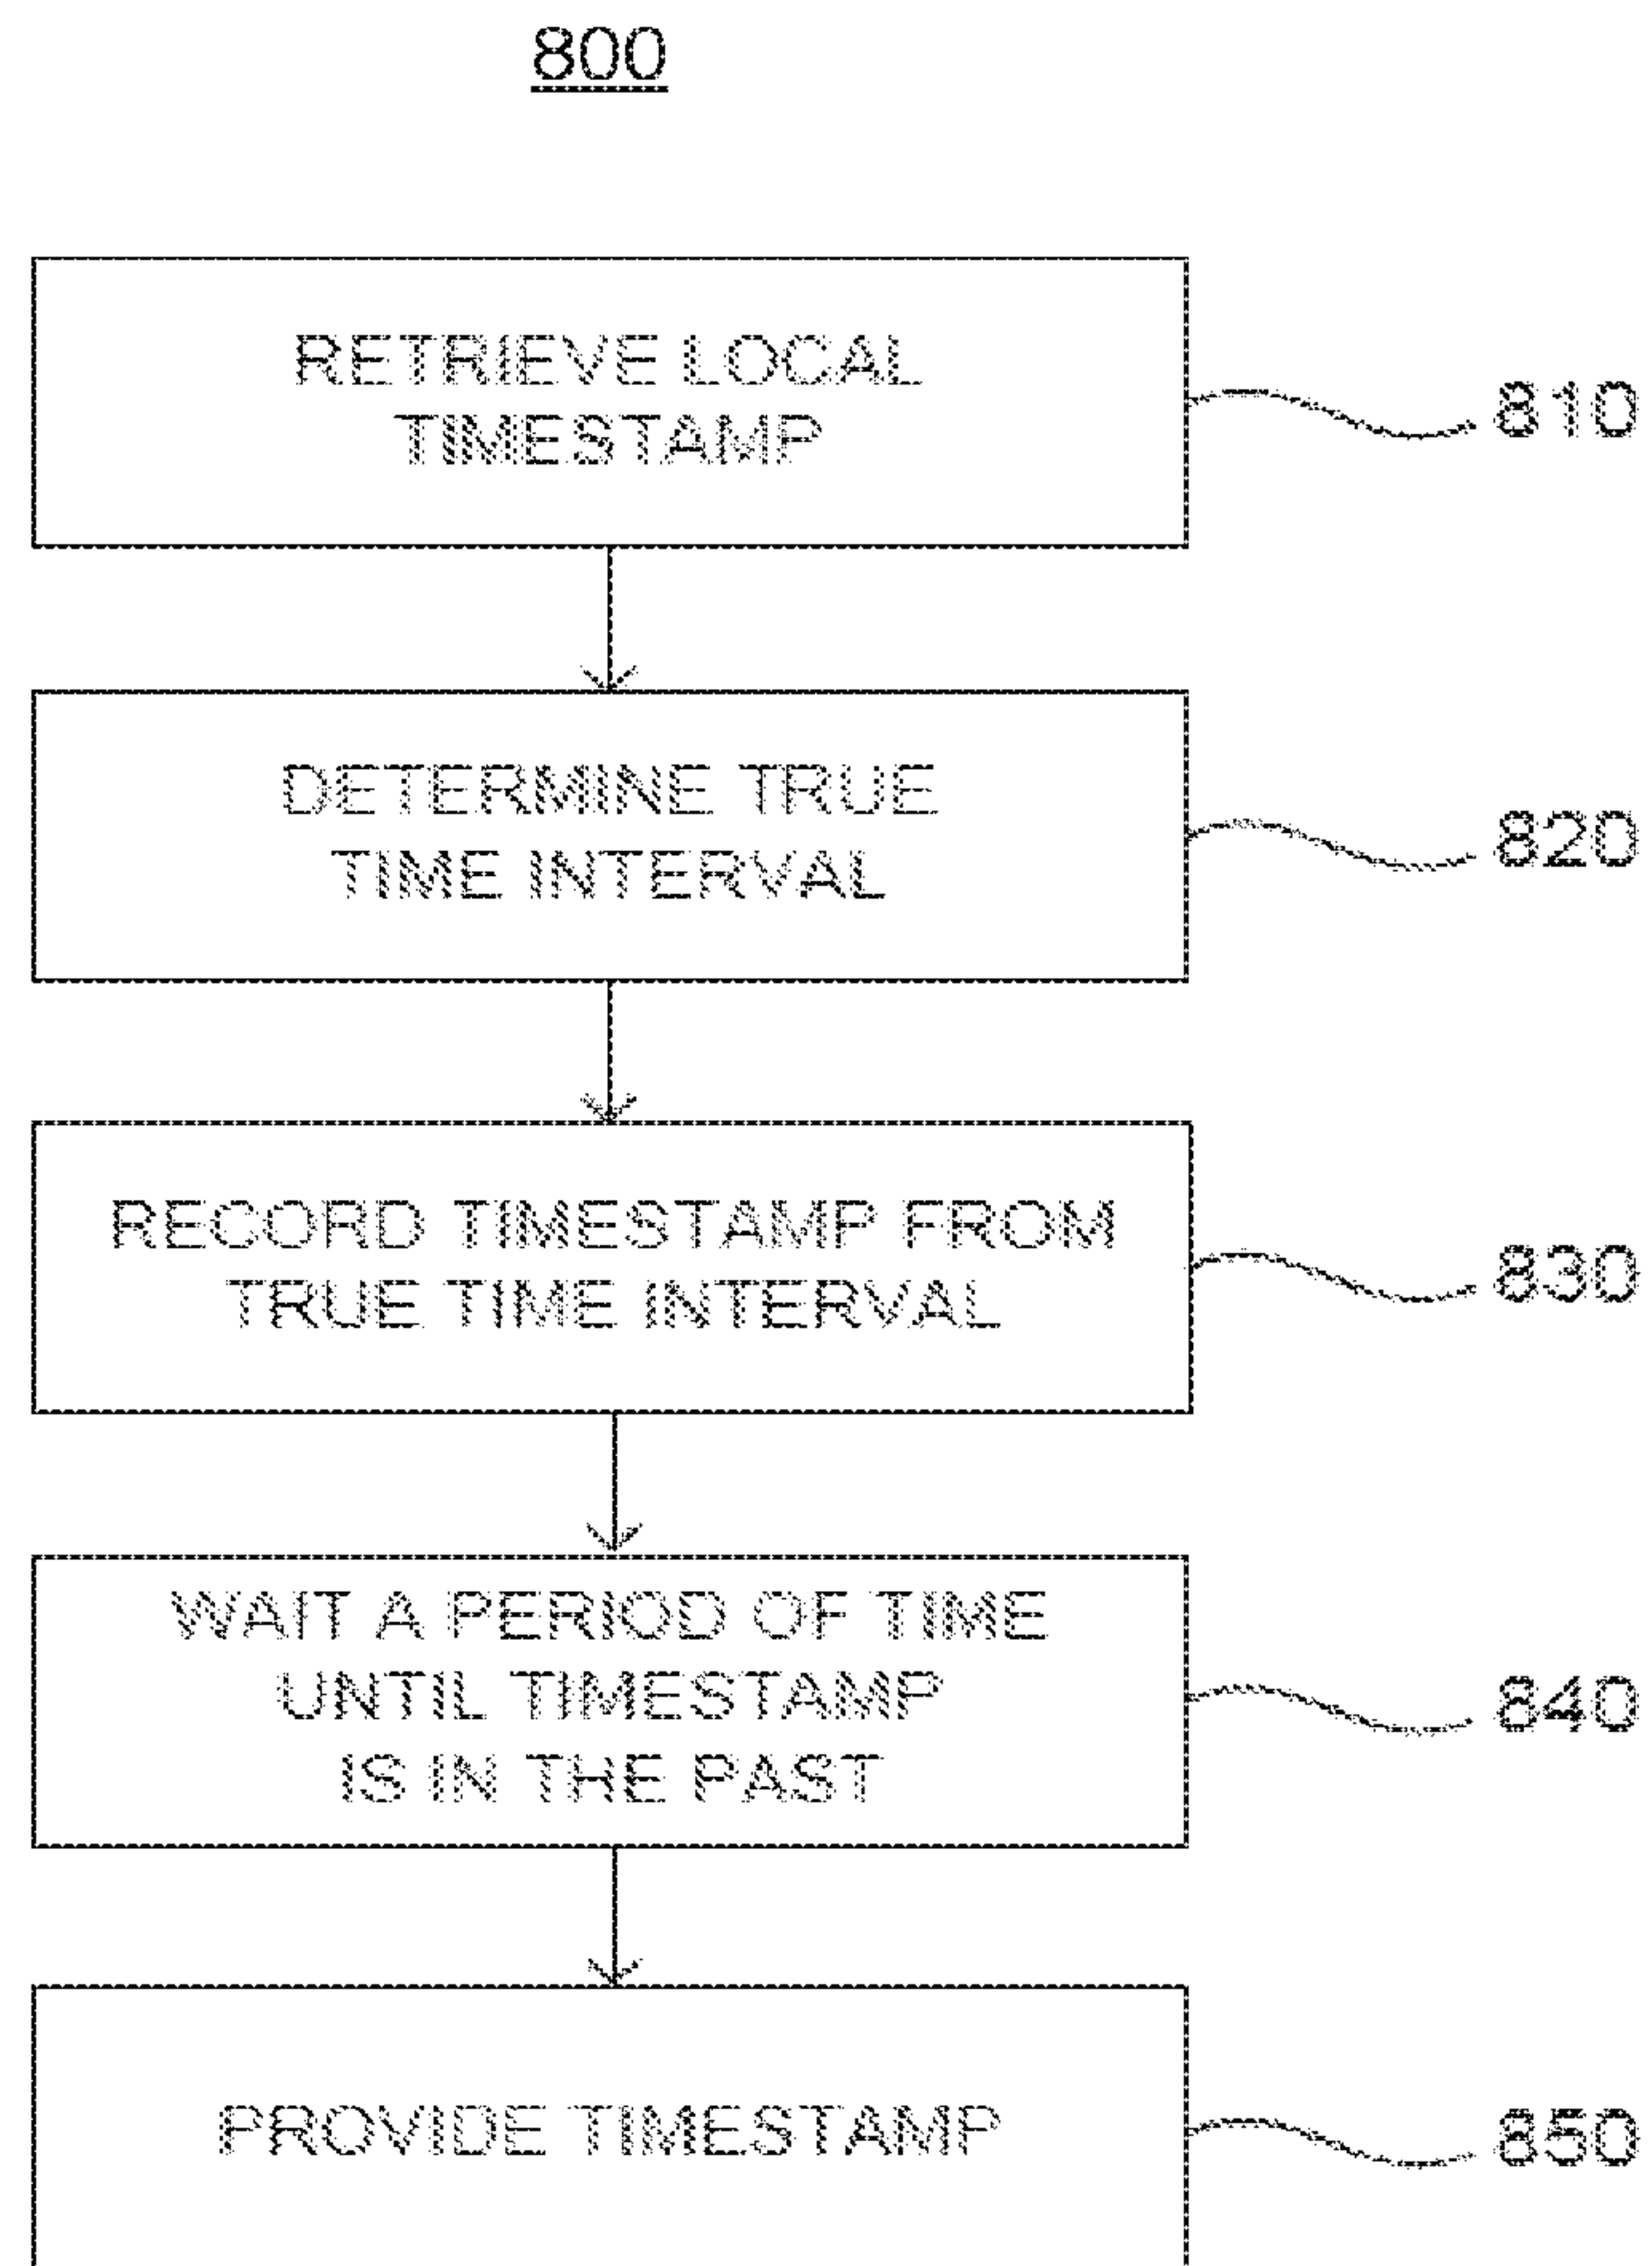 800
RETRIEVE LOCAL
TIMESTAMP
810
DETERMINE TRUE
TIME INTERVAL
820
RECORD TIMESTAMP FROM
TRUE TIME INTERVAL
830
WAIT A PERIOD OF TIME
UNTIL TIMESTAMP
IS IN THE PAST
840
PROVIDE TIMESTAMP
850